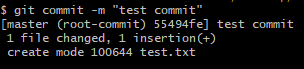 $ git commit -m "test commit"
[master (root-commit) 55494fe] test commit
 1 file changed, 1 insertion(+)
 create mode 100644 test.txt